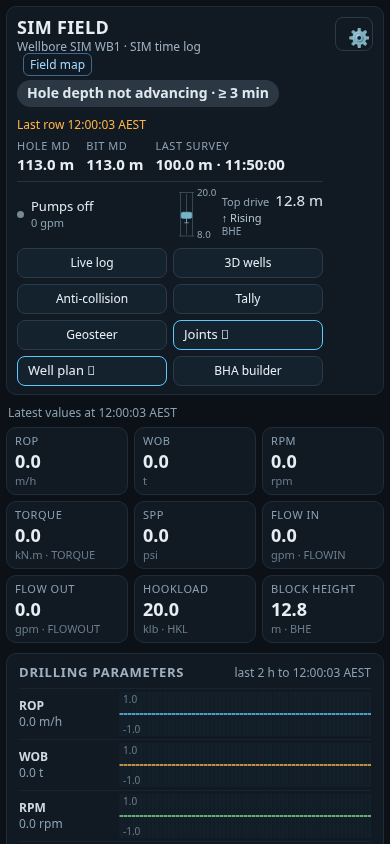 SIM FIELD
Wellbore SIM WB1 · SIM time log
Field map
Hole depth not advancing · ≥ 3 min
Last row 12:00:03 AEST
HOLE MD BIT MD LAST SURVEY
113.0 m 113.0 m 100.0 m · 11:50:00
Pumps off
0 gpm
20.0
8.0
Top drive 12.8 m
↑ Rising
BHE
Live log
3D wells
Anti-collision
Tally
Geosteer
Joints
Well plan
BHA builder
Latest values at 12:00:03 AEST
ROP
0.0
m/h
WOB
0.0
t
RPM
0.0
rpm
TORQUE
0.0
kN.m · TORQUE
SPP
0.0
psi
FLOW IN
0.0
gpm · FLOWIN
FLOW OUT
0.0
gpm · FLOWOUT
HOOKLOAD
20.0
klb · HKL
BLOCK HEIGHT
12.8
m · BHE
DRILLING PARAMETERS last 2 h to 12:00:03 AEST
ROP
0.0 m/h
1.0
-1.0
WOB
0.0 t
1.0
-1.0
RPM
0.0 rpm
1.0
-1.0